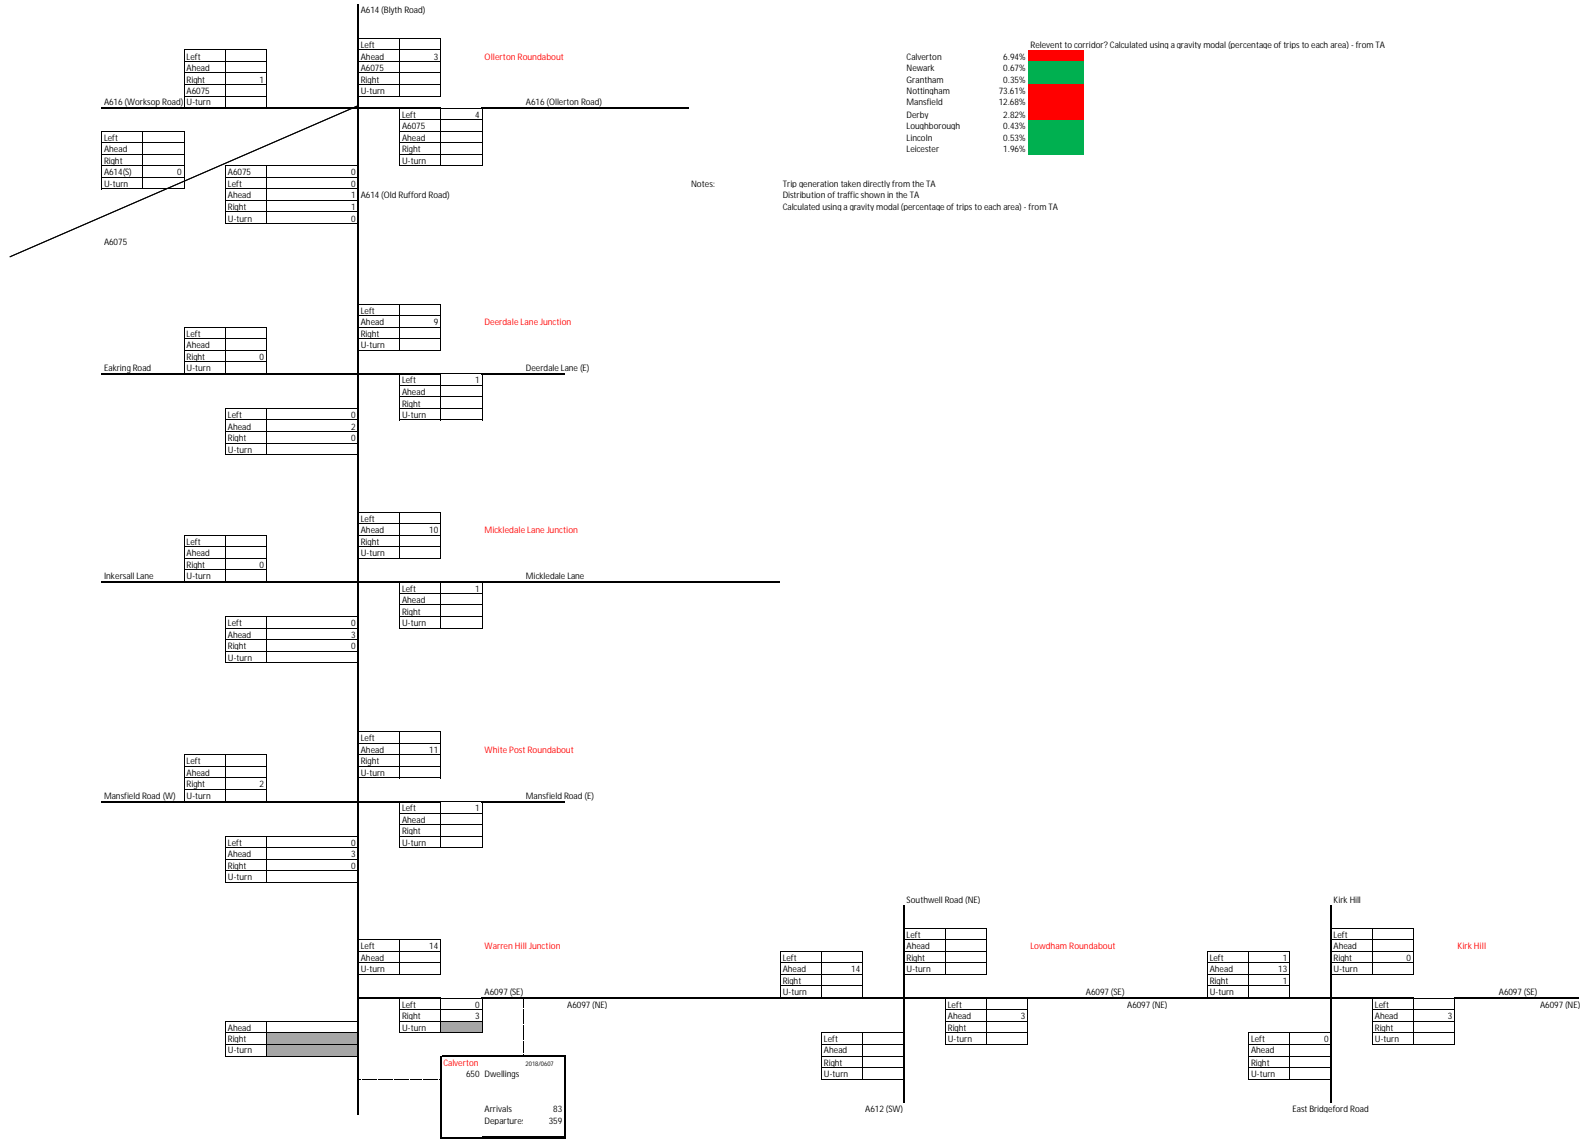 A614 (Blyth Road)
Left
Ahead 3
A6075
Right
U-turn
Ollerton Roundabout
Left
Ahead
Right 1
A6075
U-turn
A616 (Worksop Road)
A616 (Ollerton Road)
Left 4
A6075
Ahead
Right
U-turn
Left
Ahead
Right
A614(S) 0
U-turn
A6075 0
Left 0
Ahead 1
Right 1
U-turn 0
A614 (Old Rufford Road)
A6075
Relevent to corridor? Calculated using a gravity modal (percentage of trips to each area) - from TA
Calverton 6.94%
Newark 0.67%
Grantham 0.35%
Nottingham 73.61%
Mansfield 12.68%
Derby 2.82%
Loughborough 0.43%
Lincoln 0.53%
Leicester 1.96%
Notes: Trip generation taken directly from the TA
Distribution of traffic shown in the TA
Calculated using a gravity modal (percentage of trips to each area) - from TA
Left
Ahead 9
Right
U-turn
Deerdale Lane Junction
Left
Ahead
Right 0
U-turn
Eakring Road
Deerdale Lane (E)
Left 1
Ahead
Right
U-turn
Left 0
Ahead 2
Right 0
U-turn
Left
Ahead 10
Right
U-turn
Mickledale Lane Junction
Left
Ahead
Right 0
U-turn
Inkersall Lane
Mickledale Lane
Left 1
Ahead
Right
U-turn
Left 0
Ahead 3
Right 0
U-turn
Left
Ahead 11
Right
U-turn
White Post Roundabout
Left
Ahead
Right 2
U-turn
Mansfield Road (W)
Mansfield Road (E)
Left 1
Ahead
Right
U-turn
Left 0
Ahead 3
Right 0
U-turn
Left 14
Ahead
U-turn
Warren Hill Junction
A6097 (SE)
A6097 (NE)
Left 0
Right 3
U-turn
Ahead
Right
U-turn
Calverton 2018/0607
650 Dwellings
Arrivals 83
Departure: 359
Southwell Road (NE)
Left
Ahead
Right
U-turn
Lowdham Roundabout
Left
Ahead 14
Right
U-turn
A6097 (SE)
A6097 (NE)
Left
Ahead 3
Right
U-turn
Left
Ahead
Right
U-turn
A612 (SW)
Kirk Hill
Left
Ahead
Right 0
U-turn
Kirk Hill
Left 1
Ahead 13
Right 1
U-turn
A6097 (SE)
A6097 (NE)
Left
Ahead 3
Right
U-turn
Left 0
Ahead
Right
U-turn
East Bridgeford Road